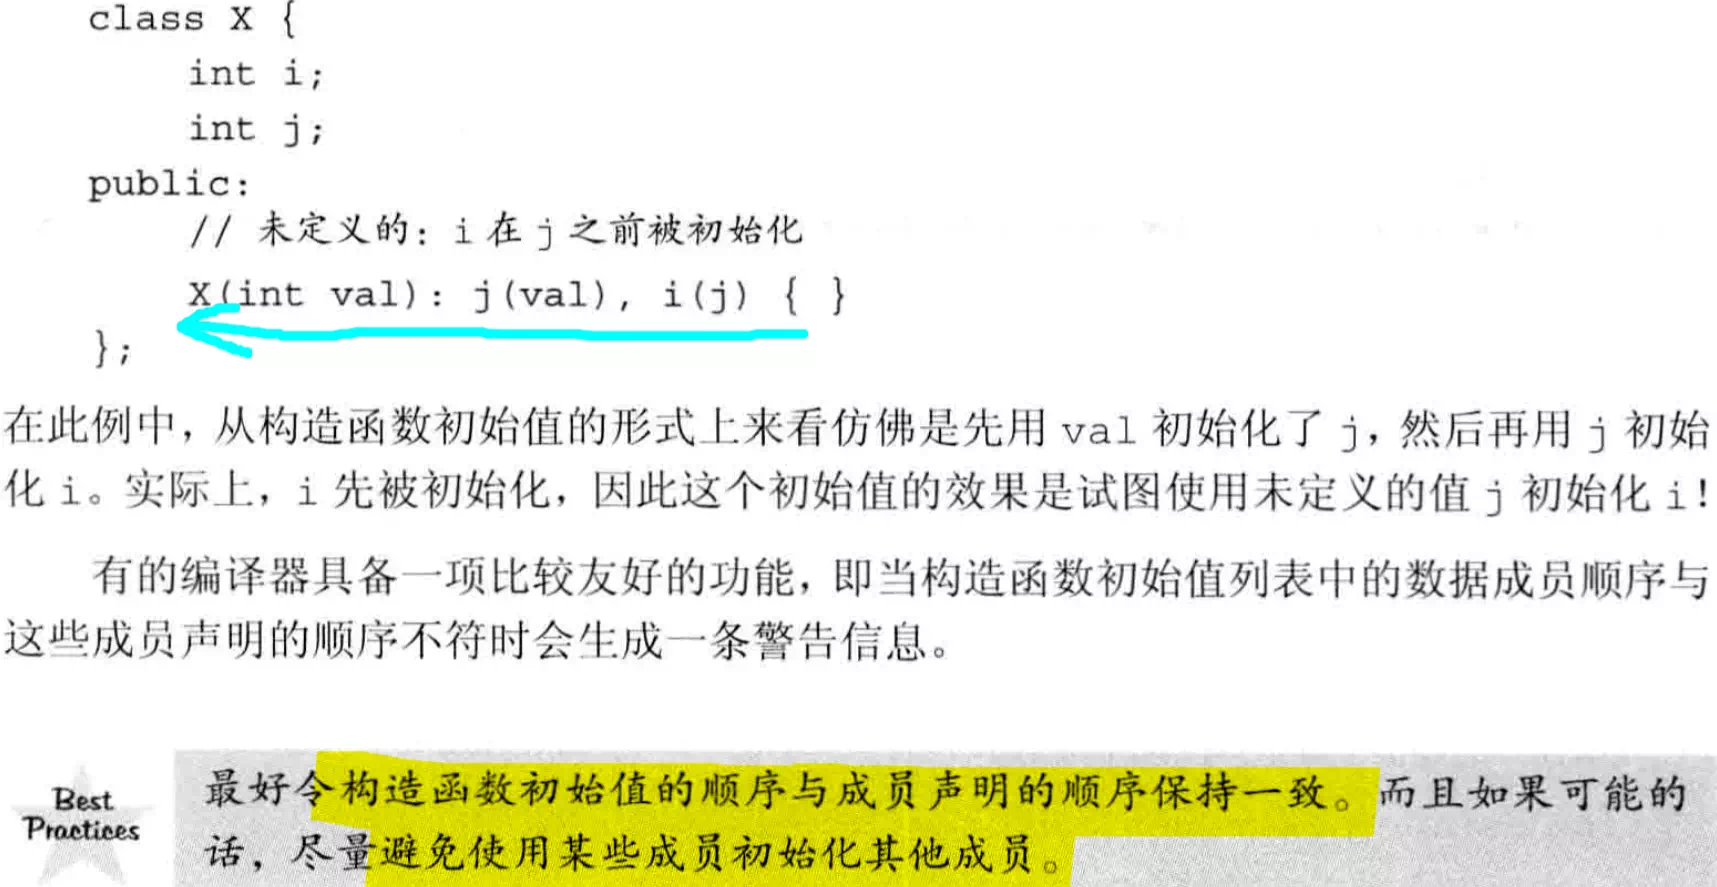 class X {
int i;
int j;
public:
// 未定义的：i 在 j 之前被初始化
X(int val): j(val), i(j) { }
};
在此例中，从构造函数初始值的形式上来看仿佛是先用 val 初始化了 j，然后再用 j 初始
化 i。实际上，i 先被初始化，因此这个初始值的效果是试图使用未定义的值 j 初始化 i！
有的编译器具备一项比较友好的功能，即当构造函数初始值列表中的数据成员顺序与
这些成员声明的顺序不符时会生成一条警告信息。
Best
Practices
最好令构造函数初始值的顺序与成员声明的顺序保持一致。而且如果可能的
话，尽量避免使用某些成员初始化其他成员。